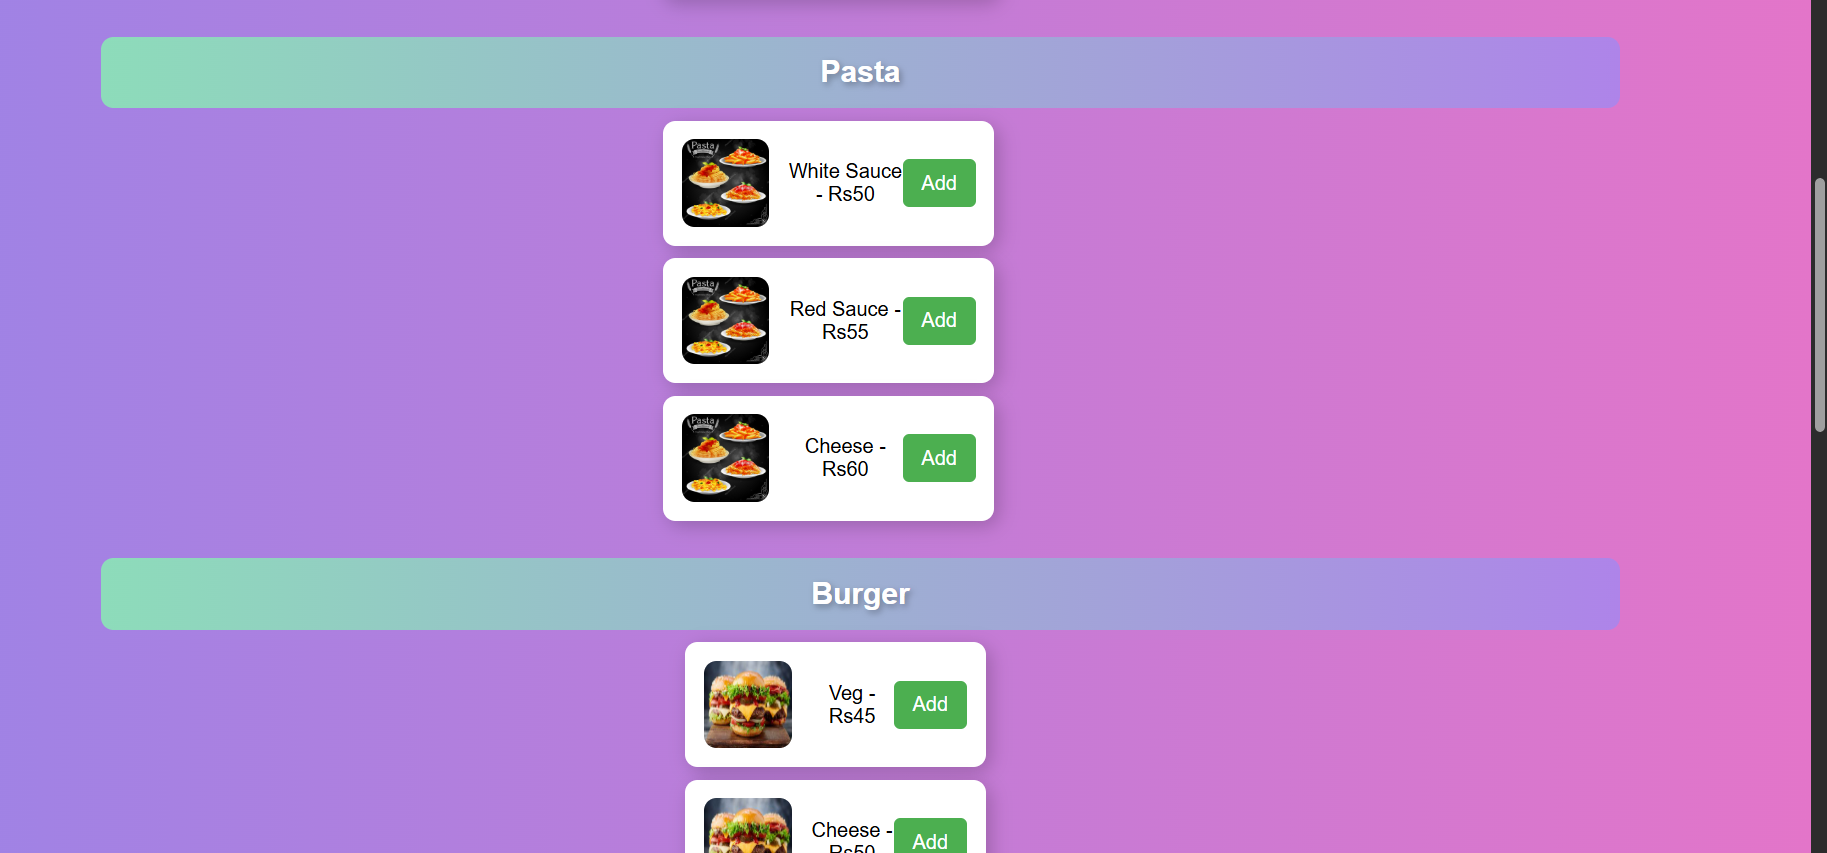 Pasta
Pasta
White Sauce
- Rs50
Add
Pasta
Red Sauce -
Rs55
Add
Pasta
Cheese -
Rs60
Add
Burger
Veg -
Rs45
Add
Cheese -
Rs50
Add